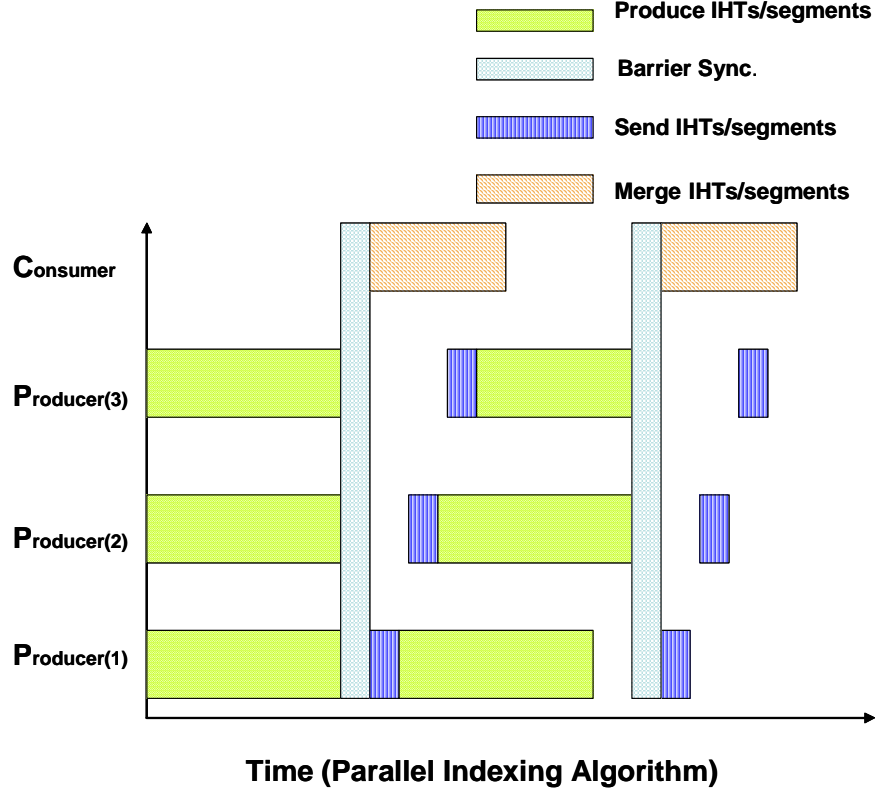 Produce IHTs/segments
Barrier Sync.
Send IHTs/segments
Merge IHTs/segments
Consumer
Producer(3)
Producer(2)
Producer(1)
Time (Parallel Indexing Algorithm)